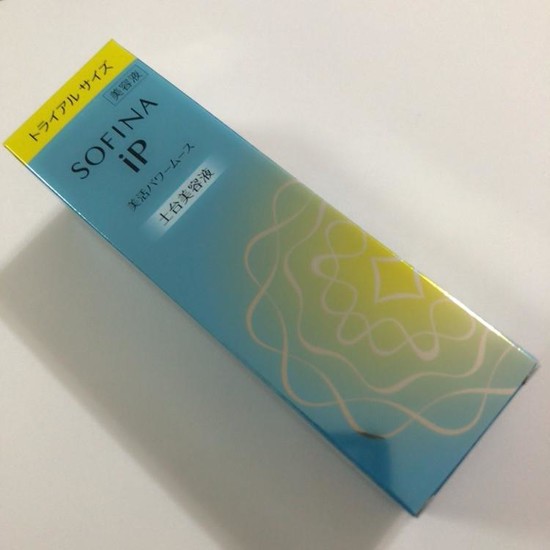 トライアルサイズ
美容液
SOFINA
iP
美活パワームース
土台美容液